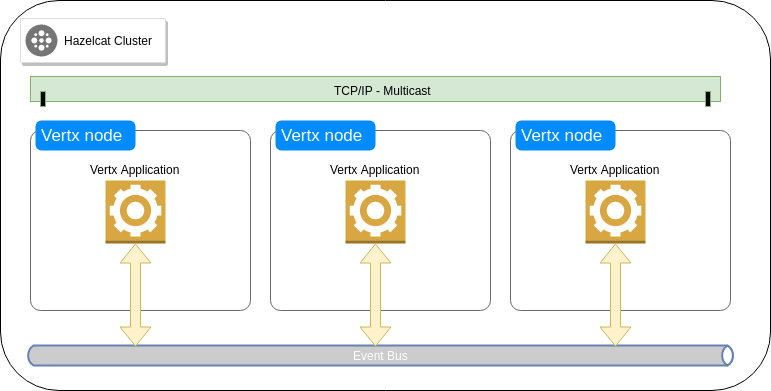 Hazelcat Cluster
TCP/IP - Multicast
Vertx node
Vertx node
Vertx node
Vertx Application
Vertx Application
Vertx Application
Event Bus